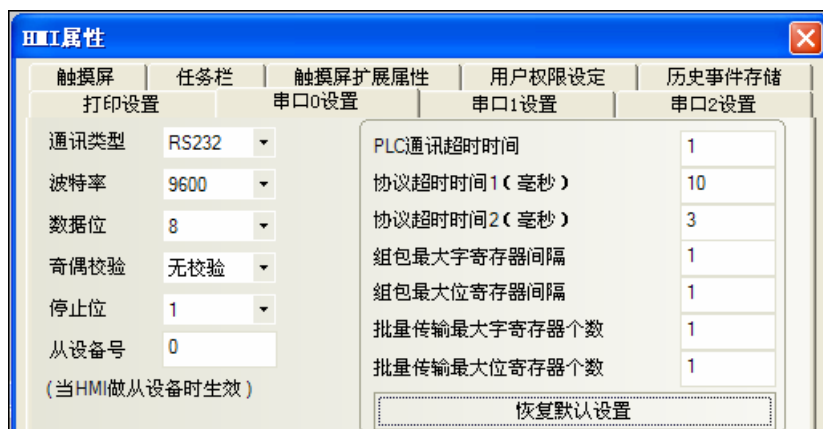 HMI属性
触摸屏 任务栏 触摸屏扩展属性 用户权限设定 历史事件存储
打印设置 串口0设置 串口1设置 串口2设置
通讯类型 RS232
波特率 9600
数据位 8
奇偶校验 无校验
停止位 1
从设备号 0
(当HMI做从设备时生效)
PLC通讯超时时间 1
协议超时时间1(毫秒) 10
协议超时时间2(毫秒) 3
组包最大字寄存器间隔 1
组包最大位寄存器间隔 1
批量传输最大字寄存器个数 1
批量传输最大位寄存器个数 1
恢复默认设置